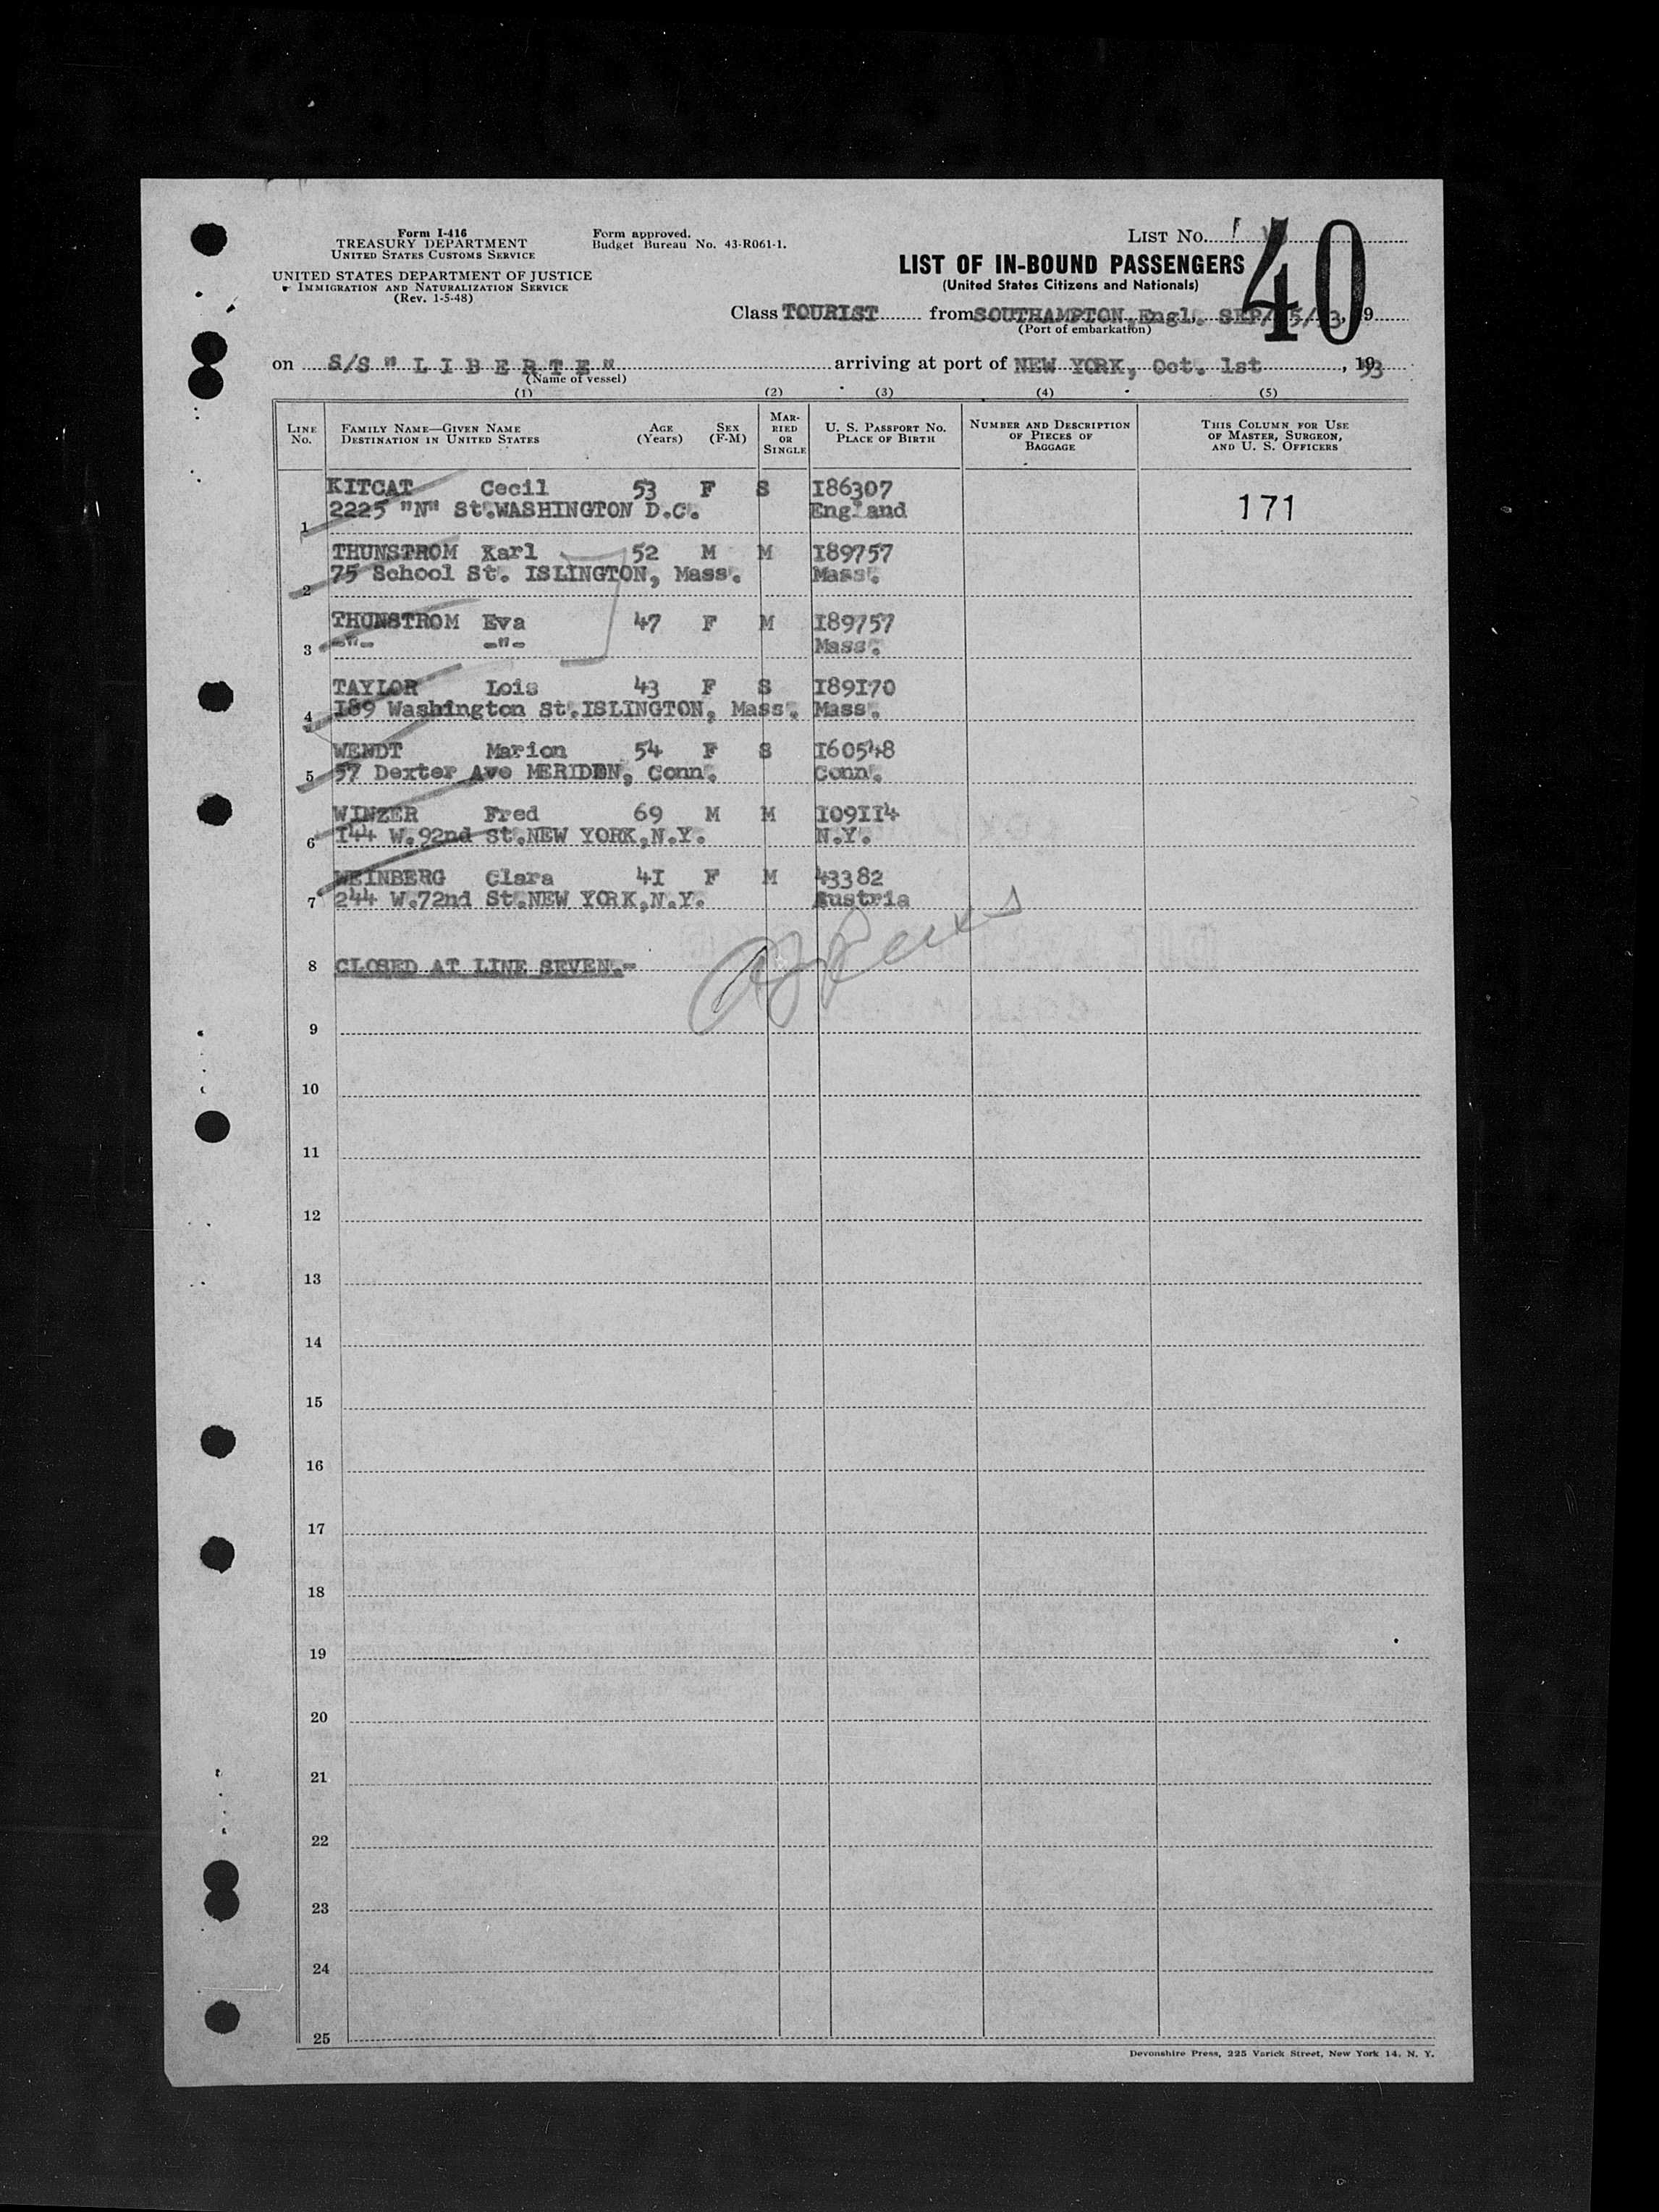 Form I-416
TREASURY DEPARTMENT
UNITED STATES CUSTOMS SERVICE
UNITED STATES DEPARTMENT OF JUSTICE
IMMIGRATION AND NATURALIZATION SERVICE
(Rev. 1-5-48)
Form approved.
Budget Bureau No. 43-R061-1.
LIST No.
40
LIST OF IN-BOUND PASSENGERS
(United States Citizens and Nationals)
Class TOURIST from SOUTHAMPTON, Engl. SEP/ , 19
(Port of embarkation)
on S/S " L I B E R T E " arriving at port of NEW YORK, Oct. 1st, 1953
(Name of vessel)
(1) (2) (3) (4) (5)
LINE No. FAMILY NAME—GIVEN NAME DESTINATION IN UNITED STATES AGE (Years) SEX (F-M) MARRIED OR SINGLE U. S. PASSPORT No. PLACE OF BIRTH NUMBER AND DESCRIPTION OF PIECES OF BAGGAGE THIS COLUMN FOR USE OF MASTER, SURGEON, AND U. S. OFFICERS
KITCAT Cecil 53 F S I86307
1 2225 "N" St.WASHINGTON D.C. England 171
THUNSTROM Karl 52 M M I89757
2 75 School St. ISLINGTON, Mass. Mass.
THUNSTROM Eva 47 F M I89757
3 -"- -"- Mass.
TAYLOR Lois 43 F S I89I70
4 I89 Washington St.ISLINGTON, Mass. Mass.
WENDT Marion 54 F S I60548
5 57 Dexter Ave MERIDEN, Conn. Conn.
WINZER Fred 69 M M I09II4
6 I44 W.92nd St.NEW YORK,N.Y. N.Y.
WEINBERG Clara 4I F M 43382
7 244 W.72nd St.NEW YORK,N.Y. Austria
8 CLOSED AT LINE SEVEN.-
9
10
11
12
13
14
15
16
17
18
19
20
21
22
23
24
25
Devonshire Press, 225 Varick Street, New York 14, N. Y.